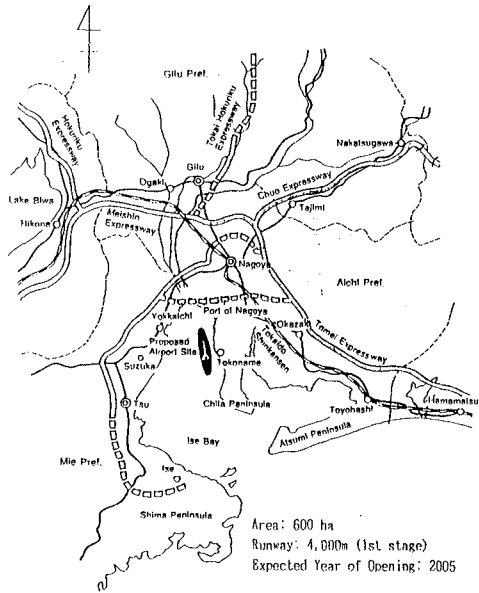 Gifu Pref.
Hokuriku
Expressway
Tokai Hokuriku
Expressway
Nakatsugawa
Gifu
Ogaki
Chuo Expressway
Lake Biwa
Tajimi
Hikone
Meishin
Expressway
Nagoya
Aichi Pref.
Yokkaichi
Port of Nagoya
Okazaki
Tomei Expressway
Proposed
Airport Site
Tokaido
Shinkansen
Suzuka
Tokoname
Hamamatsu
Tsu
Chita Peninsula
Toyohashi
Ise Bay
Atsumi Peninsula
Mie Pref.
Ise
Shima Peninsula
Area: 600 ha
Runway: 4,000m (1st stage)
Expected Year of Opening: 2005